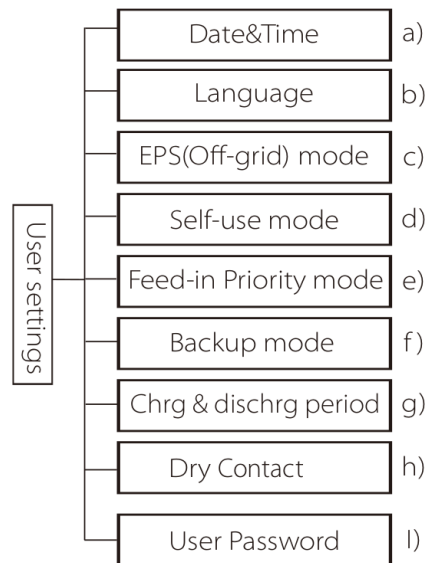 User settings
Date&Time a)
Language b)
EPS(Off-grid) mode c)
Self-use mode d)
Feed-in Priority mode e)
Backup mode f)
Chrg & dischrg period g)
Dry Contact h)
User Password I)